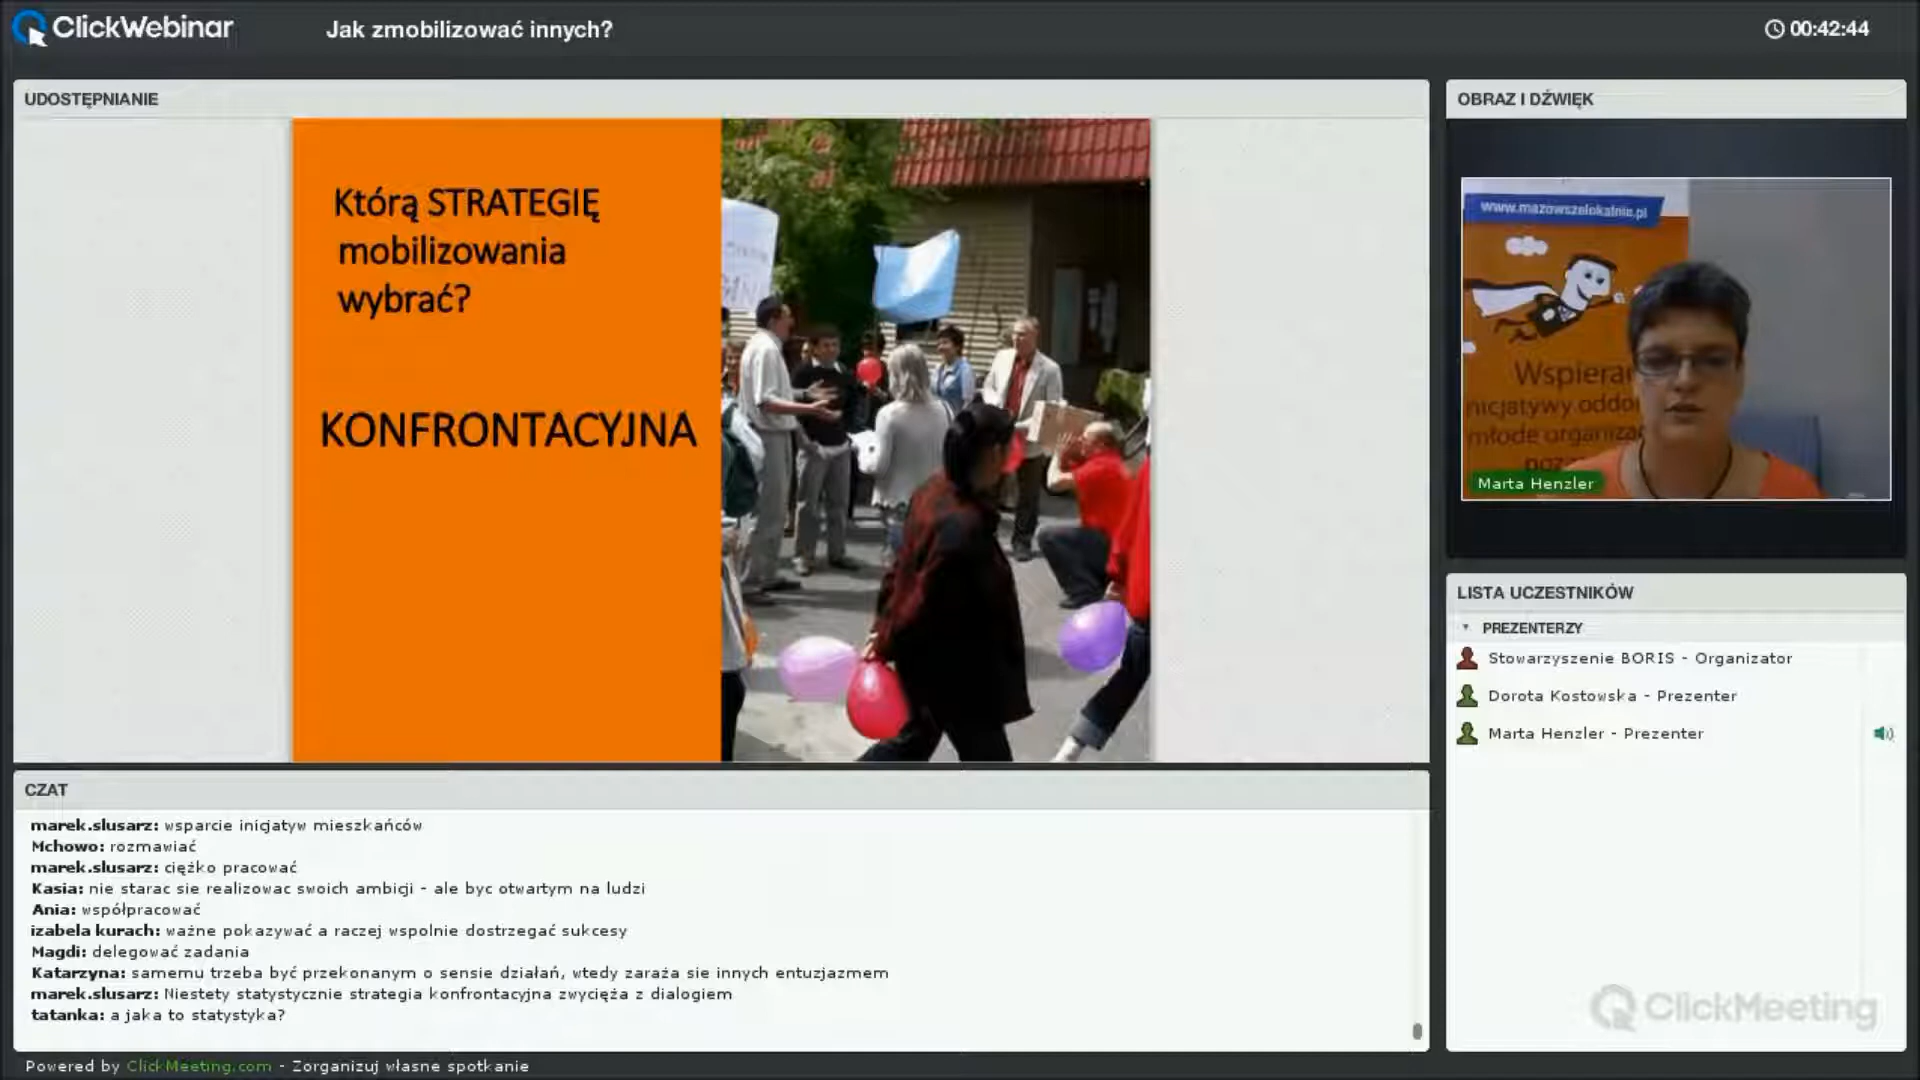 ClickWebinar
Jak zmobilizować innych?
00:42:44
UDOSTĘPNIANIE
Którą STRATEGIĘ
mobilizowania
wybrać?
KONFRONTACYJNA
OBRAZ I DŹWIĘK
www.mazowszelokalnie.pl
Marta Henzler
LISTA UCZESTNIKÓW
PREZENTERZY
Stowarzyszenie BORIS - Organizator
Dorota Kostowska - Prezenter
Marta Henzler - Prezenter
CZAT
marek.slusarz: wsparcie inicjatyw mieszkańców
Mchowo: rozmawiać
marek.slusarz: ciężko pracować
Kasia: nie starac sie realizowac swoich ambicji - ale byc otwartym na ludzi
Ania: współpracować
izabela kurach: ważne pokazywać a raczej wspolnie dostrzegać sukcesy
Magdi: delegować zadania
Katarzyna: samemu trzeba być przekonanym o sensie działań, wtedy zaraża sie innych entuzjazmem
marek.slusarz: Niestety statystycznie strategia konfrontacyjna zwycięża z dialogiem
tatanka: a jaka to statystyka?
ClickMeeting
Powered by ClickMeeting.com - Zorganizuj własne spotkanie